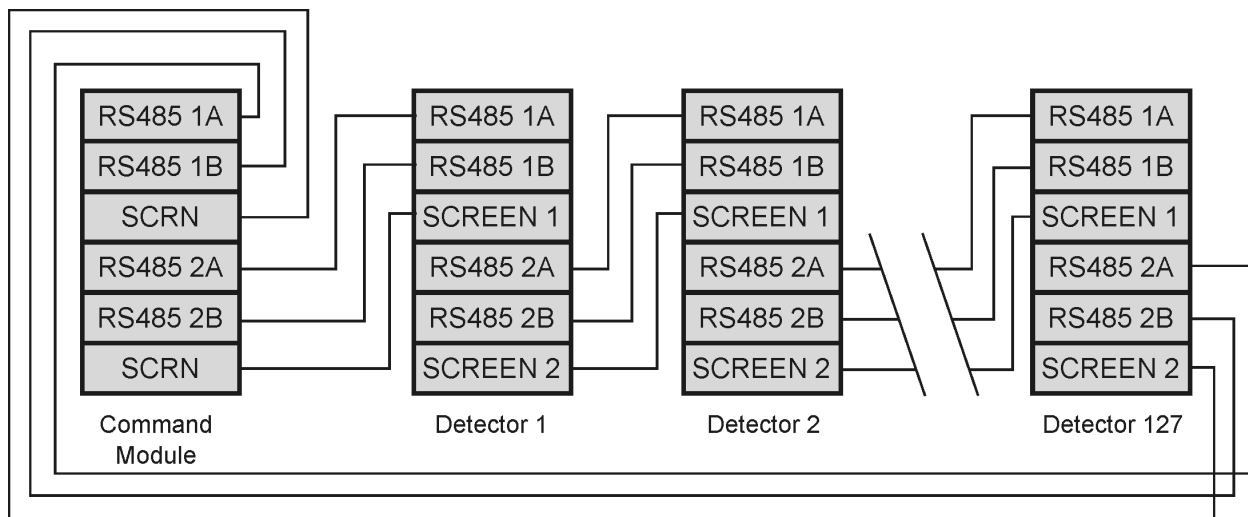 RS485 1A
RS485 1B
SCRN
RS485 2A
RS485 2B
SCRN
Command
Module
RS485 1A
RS485 1B
SCREEN 1
RS485 2A
RS485 2B
SCREEN 2
Detector 1
RS485 1A
RS485 1B
SCREEN 1
RS485 2A
RS485 2B
SCREEN 2
Detector 2
RS485 1A
RS485 1B
SCREEN 1
RS485 2A
RS485 2B
SCREEN 2
Detector 127